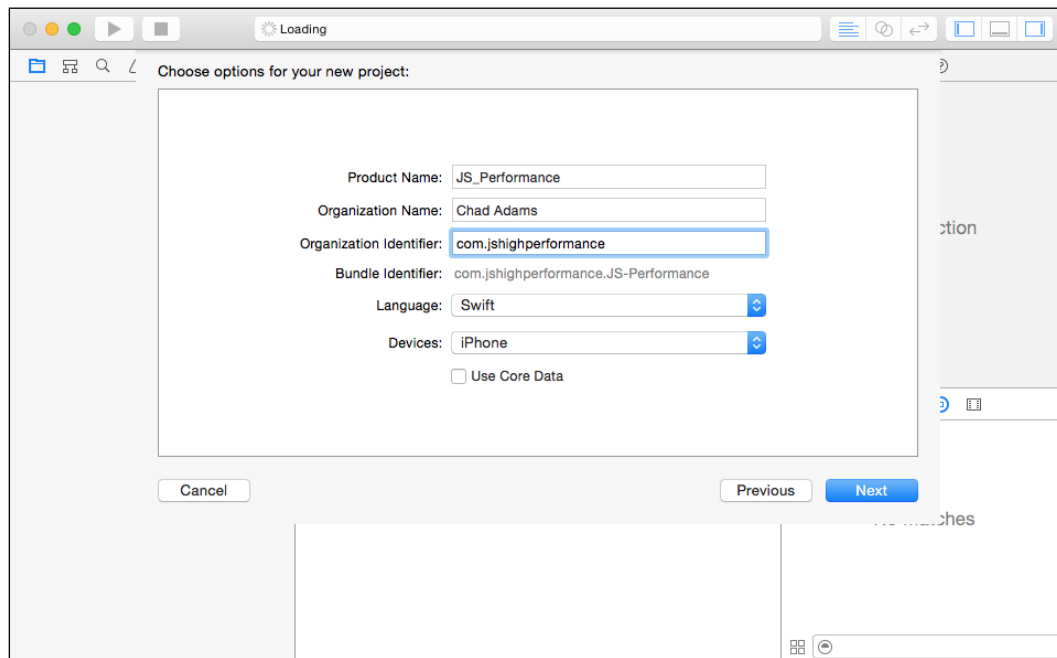 Loading
Choose options for your new project:
Product Name: JS_Performance
Organization Name: Chad Adams
Organization Identifier: com.jshighperformance
Bundle Identifier: com.jshighperformance.JS-Performance
Language: Swift
Devices: iPhone
Use Core Data
Cancel Previous Next